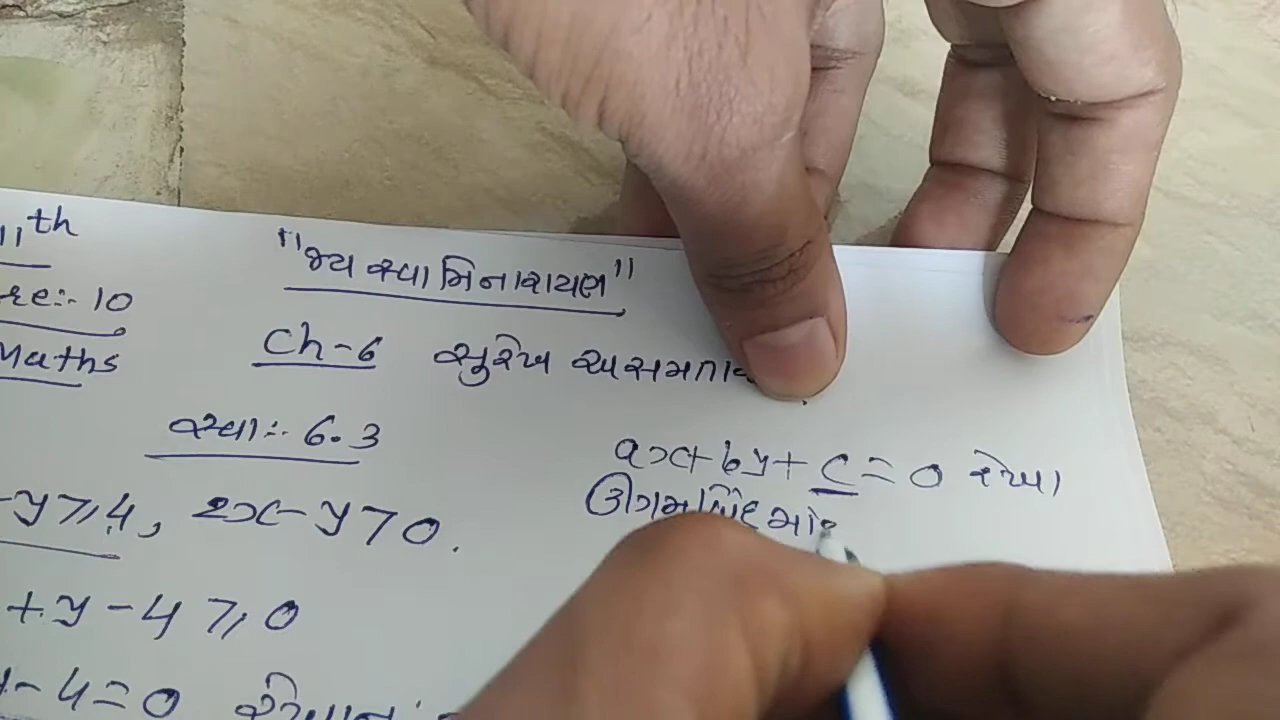 11th
"જય સ્વામિનારાયણ"
re:- 10
Maths
Ch-6 સુરેખ
સ્વા:- 6.3
ax+by+c=0 રેખા
ઊગમબિંદુમાં
-y≥4, 2x-y>0.
+y-4≥0
-4=0